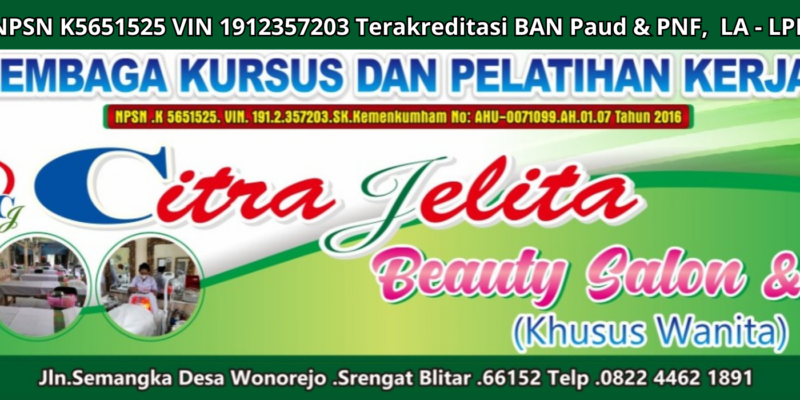 NPSN K5651525 VIN 1912357203 Terakreditasi BAN Paud & PNF, LA - LP
EMBAGA KURSUS DAN PELATIHAN KERJA
NPSN .K 5651525. VIN. 191.2.357203.SK.Kemenkumham No: AHU-0071099.AH.01.07 Tahun 2016
Citra Jelita
Beauty Salon &
(Khusus Wanita)
Jln.Semangka Desa Wonorejo .Srengat Blitar .66152 Telp .0822 4462 1891